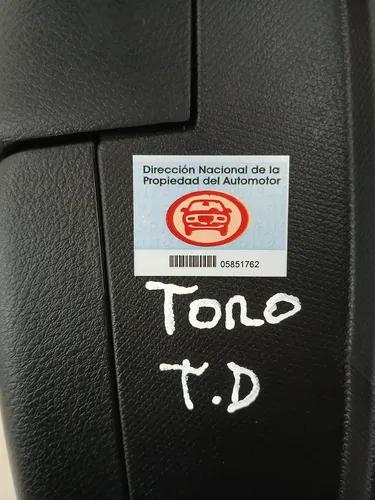 Dirección Nacional de la
Propiedad del Automotor
05851762
TORO
T.D